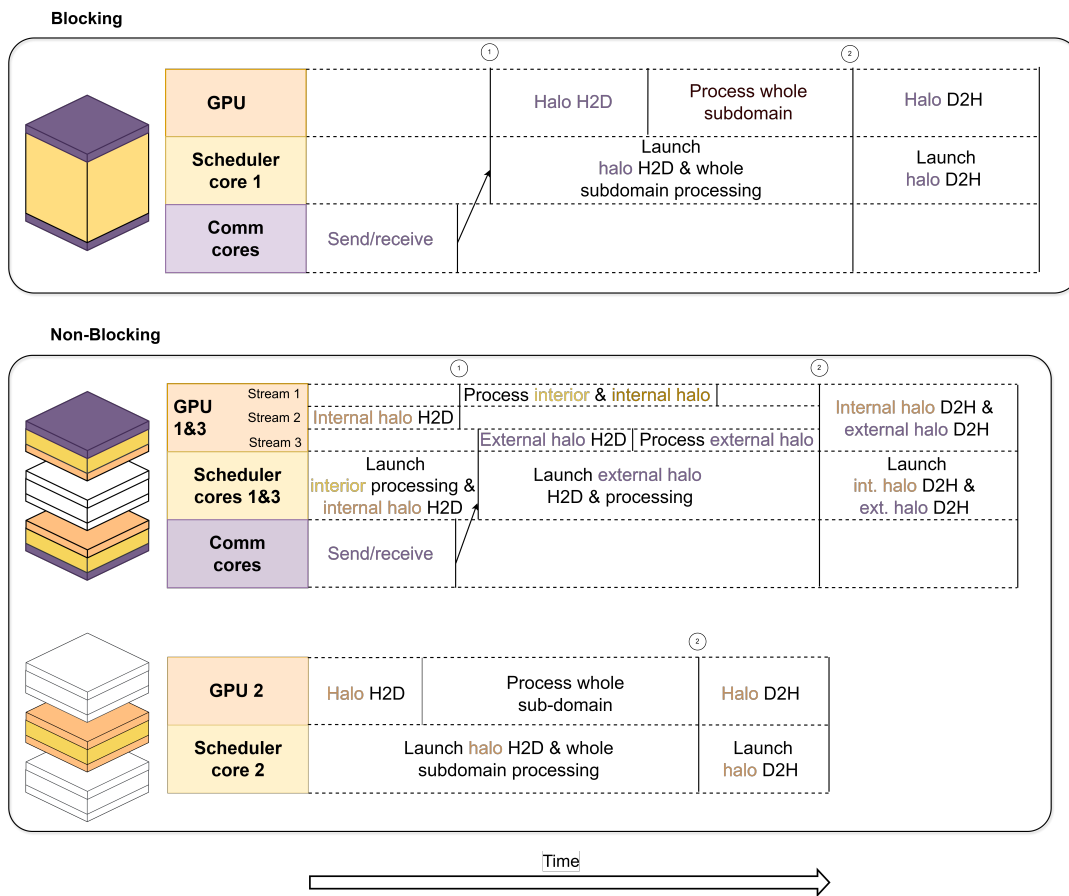 Blocking
1
2
GPU
Halo H2D
Process whole
subdomain
Halo D2H
Scheduler
core 1
Launch
halo H2D & whole
subdomain processing
Launch
halo D2H
Comm
cores
Send/receive
Non-Blocking
1
2
GPU
1&3
Stream 1
Stream 2
Stream 3
Process interior & internal halo
Internal halo H2D
External halo H2D
Process external halo
Internal halo D2H &
external halo D2H
Scheduler
cores 1&3
Launch
interior processing &
internal halo H2D
Launch external halo
H2D & processing
Launch
int. halo D2H &
ext. halo D2H
Comm
cores
Send/receive
2
GPU 2
Halo H2D
Process whole
sub-domain
Halo D2H
Scheduler
core 2
Launch halo H2D & whole
subdomain processing
Launch
halo D2H
Time